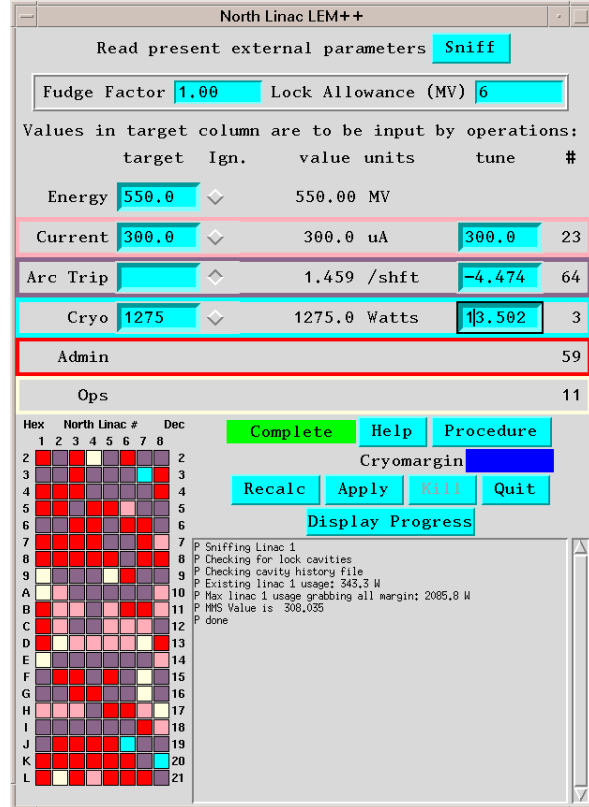 North Linac LEM++
Read present external parameters Sniff
Fudge Factor 1.00 Lock Allowance (MV) 6
Values in target column are to be input by operations:
target Ign. value units tune #
Energy 550.0 550.00 MV
Current 300.0 300.0 uA 300.0 23
Arc Trip 1.459 /shft -4.474 64
Cryo 1275 1275.0 Watts 13.502 3
Admin 59
Ops 11
Hex North Linac # Dec
1 2 3 4 5 6 7 8
Complete Help Procedure
Cryomargin
Recalc Apply Kill Quit
Display Progress
2 2
3 3
4 4
5 5
6 6
7 7
8 8
9 9
A 10
B 11
C 12
D 13
E 14
F 15
G 16
H 17
I 18
J 19
K 20
L 21
P Sniffing Linac 1
P Checking for lock cavities
P Checking cavity history file
P Existing linac 1 usage: 343.3 W
P Max linac 1 usage grabbing all margin: 2085.8 W
P MMS Value is 308.035
P done